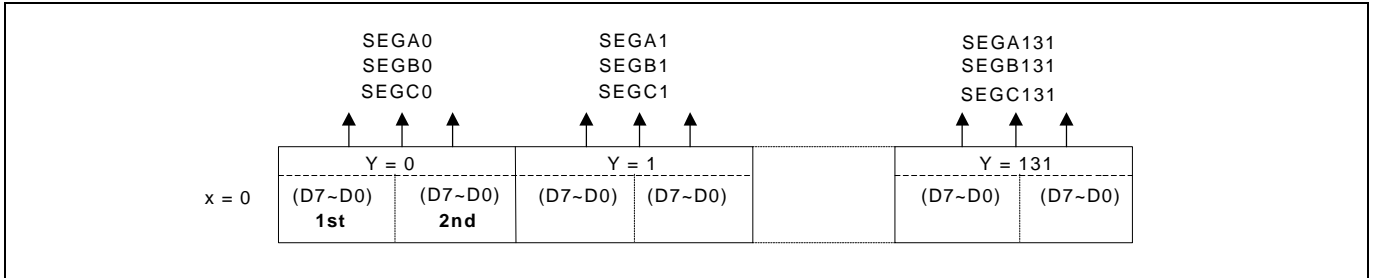 SEGA0 SEGA1 SEGA131
SEGB0 SEGB1 SEGB131
SEGC0 SEGC1 SEGC131
Y = 0 Y = 1 Y = 131
x = 0 (D7~D0) (D7~D0) (D7~D0) (D7~D0) (D7~D0) (D7~D0)
1st 2nd